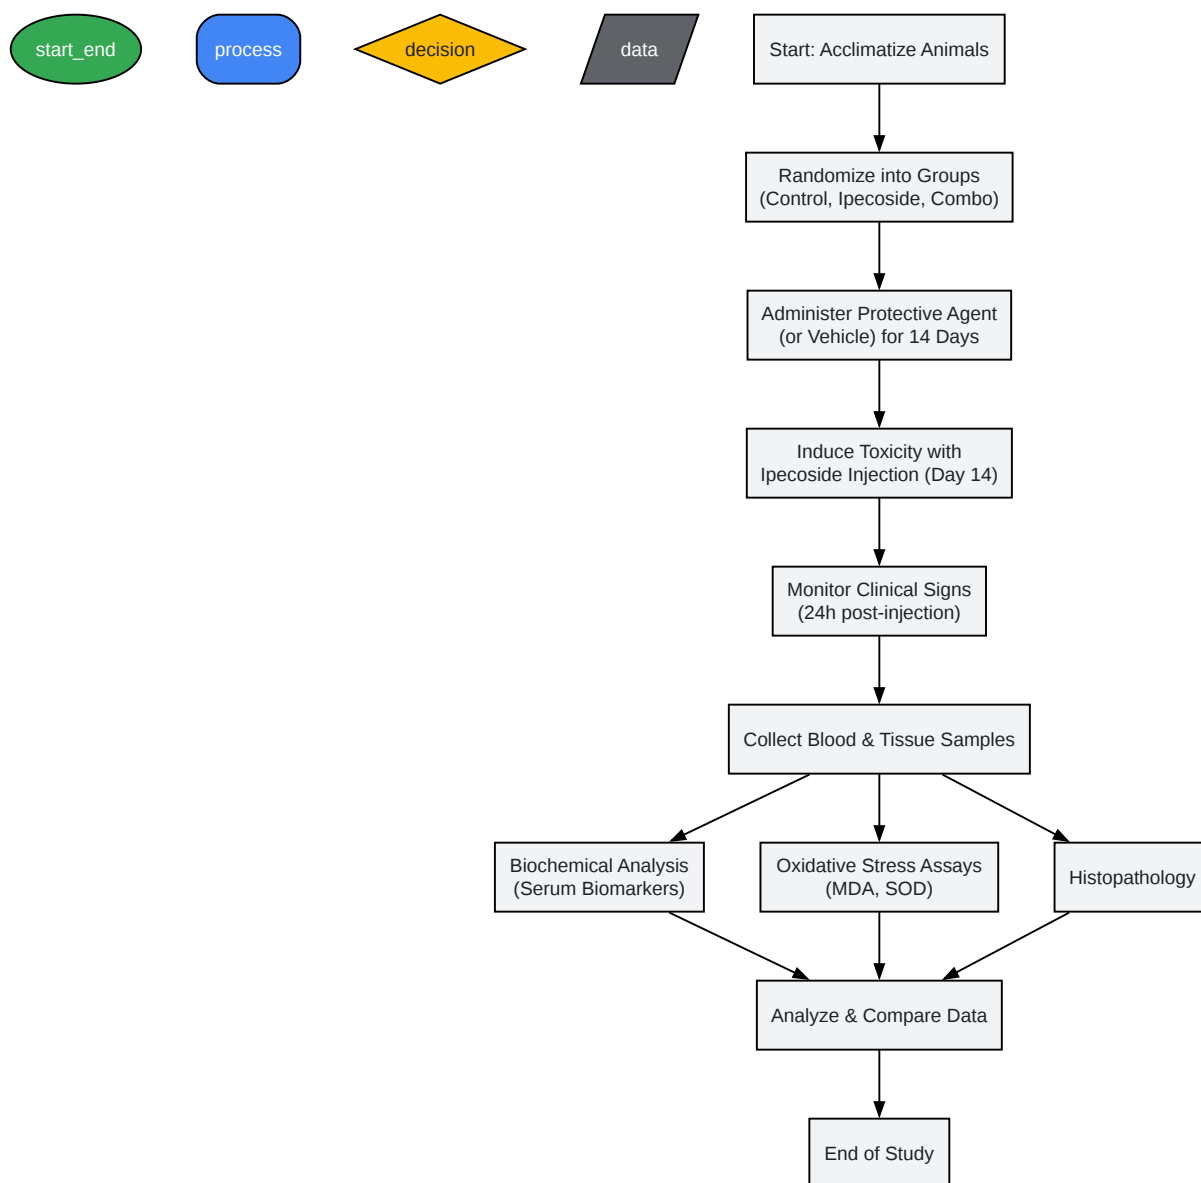 start_end
process
decision
data
Start: Acclimatize Animals
Randomize into Groups
(Control, Ipecoside, Combo)
Administer Protective Agent
(or Vehicle) for 14 Days
Induce Toxicity with
Ipecoside Injection (Day 14)
Monitor Clinical Signs
(24h post-injection)
Collect Blood & Tissue Samples
Biochemical Analysis
(Serum Biomarkers)
Oxidative Stress Assays
(MDA, SOD)
Histopathology
Analyze & Compare Data
End of Study